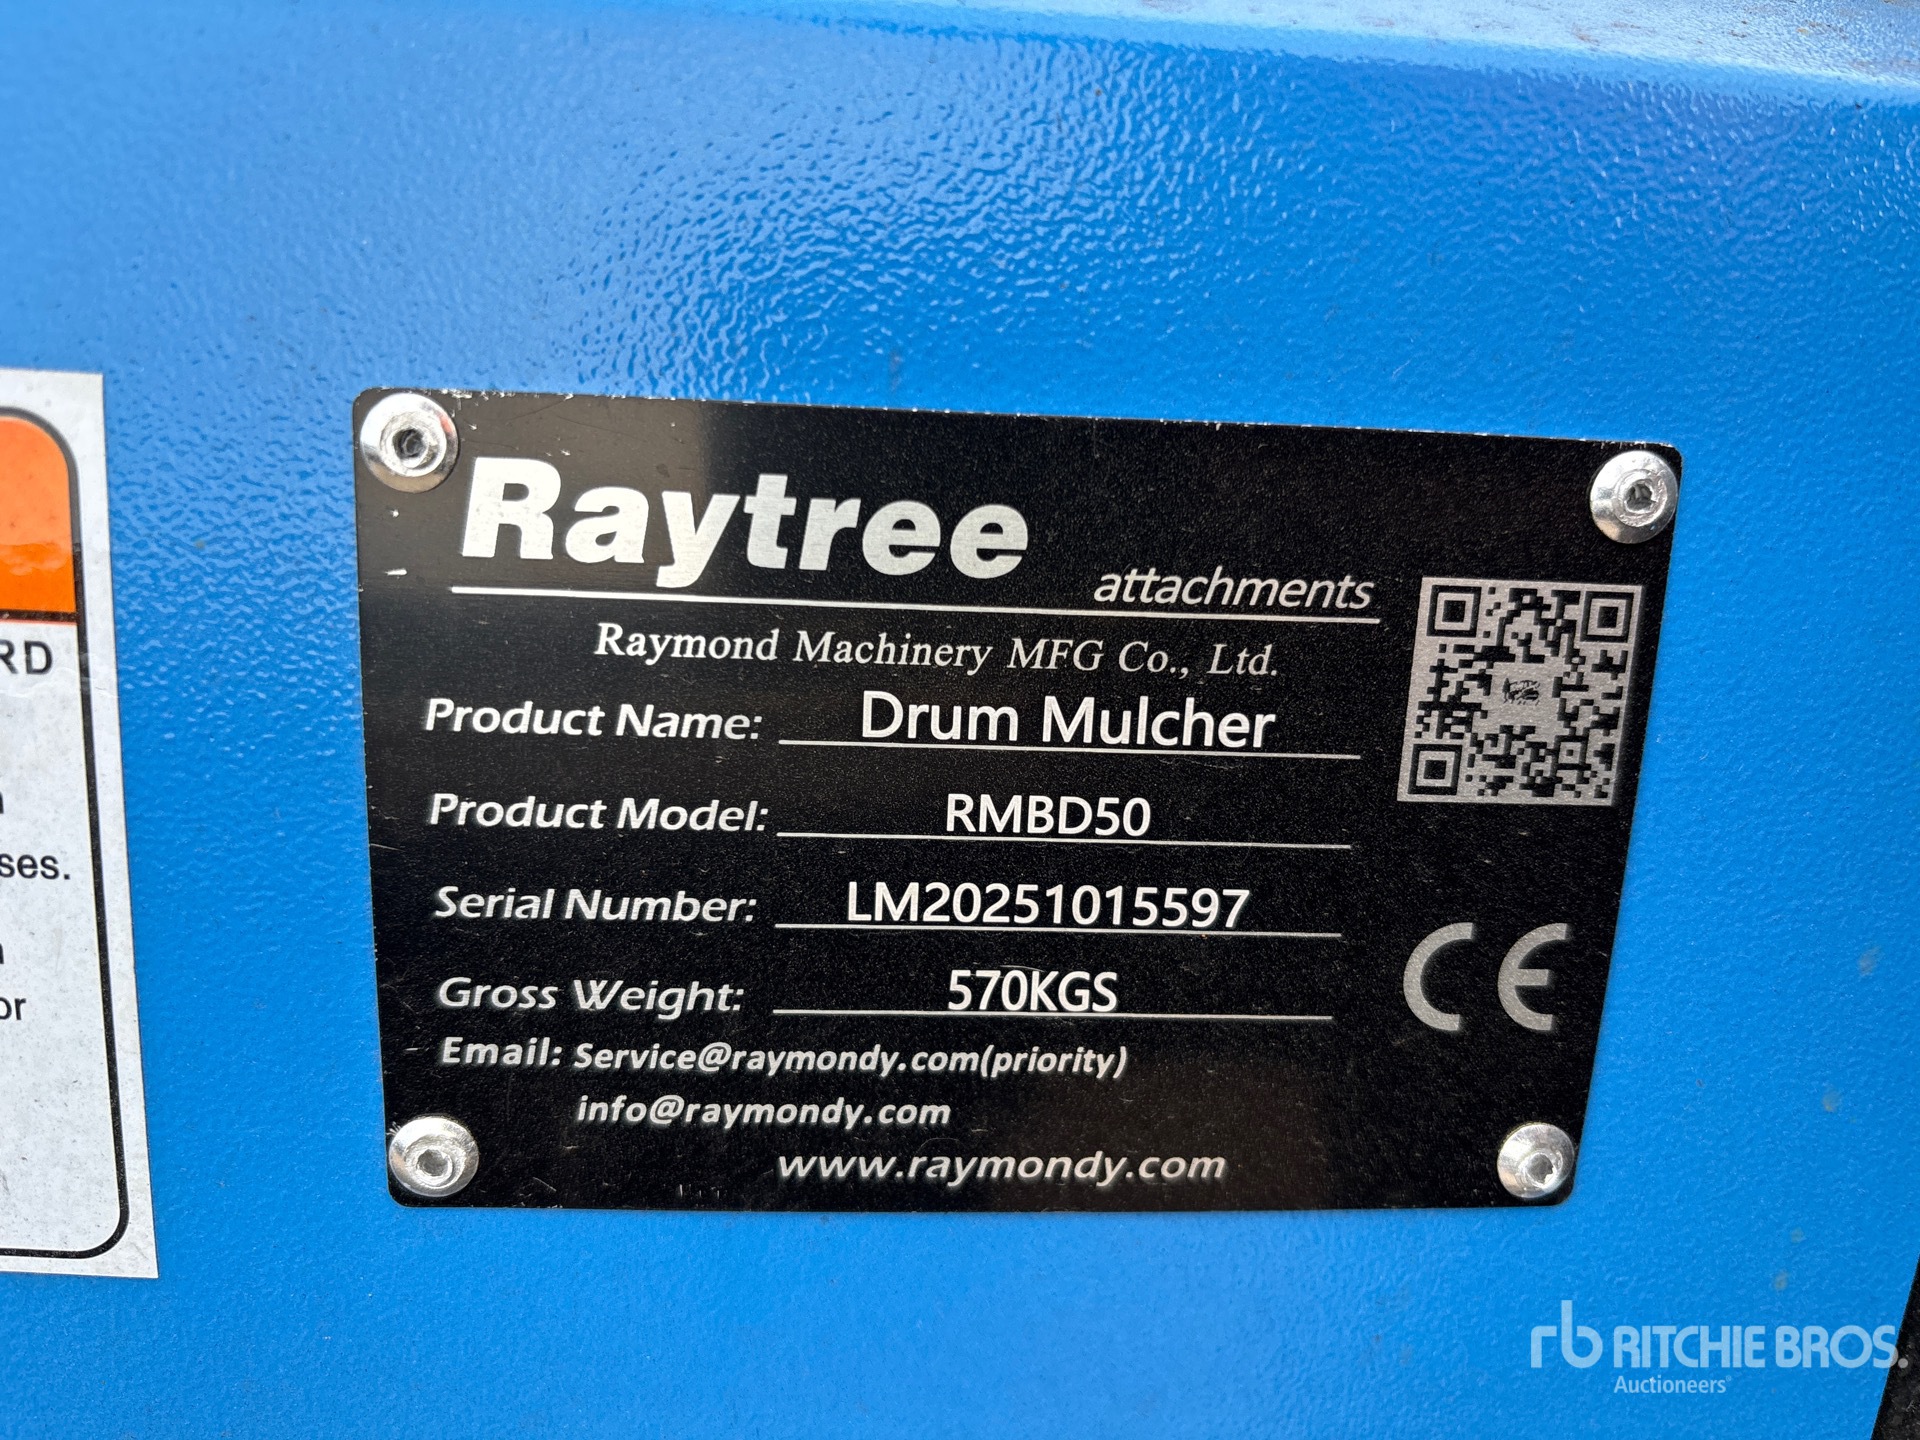 RD
ses.
or
Raytree
attachments
Raymond Machinery MFG Co., Ltd.
Product Name: Drum Mulcher
Product Model: RMBD50
Serial Number: LM20251015597
Gross Weight: 570KGS
Email: Service@raymondy.com(priority)
info@raymondy.com
www.raymondy.com
CE
rb RITCHIE BROS.
Auctioneers